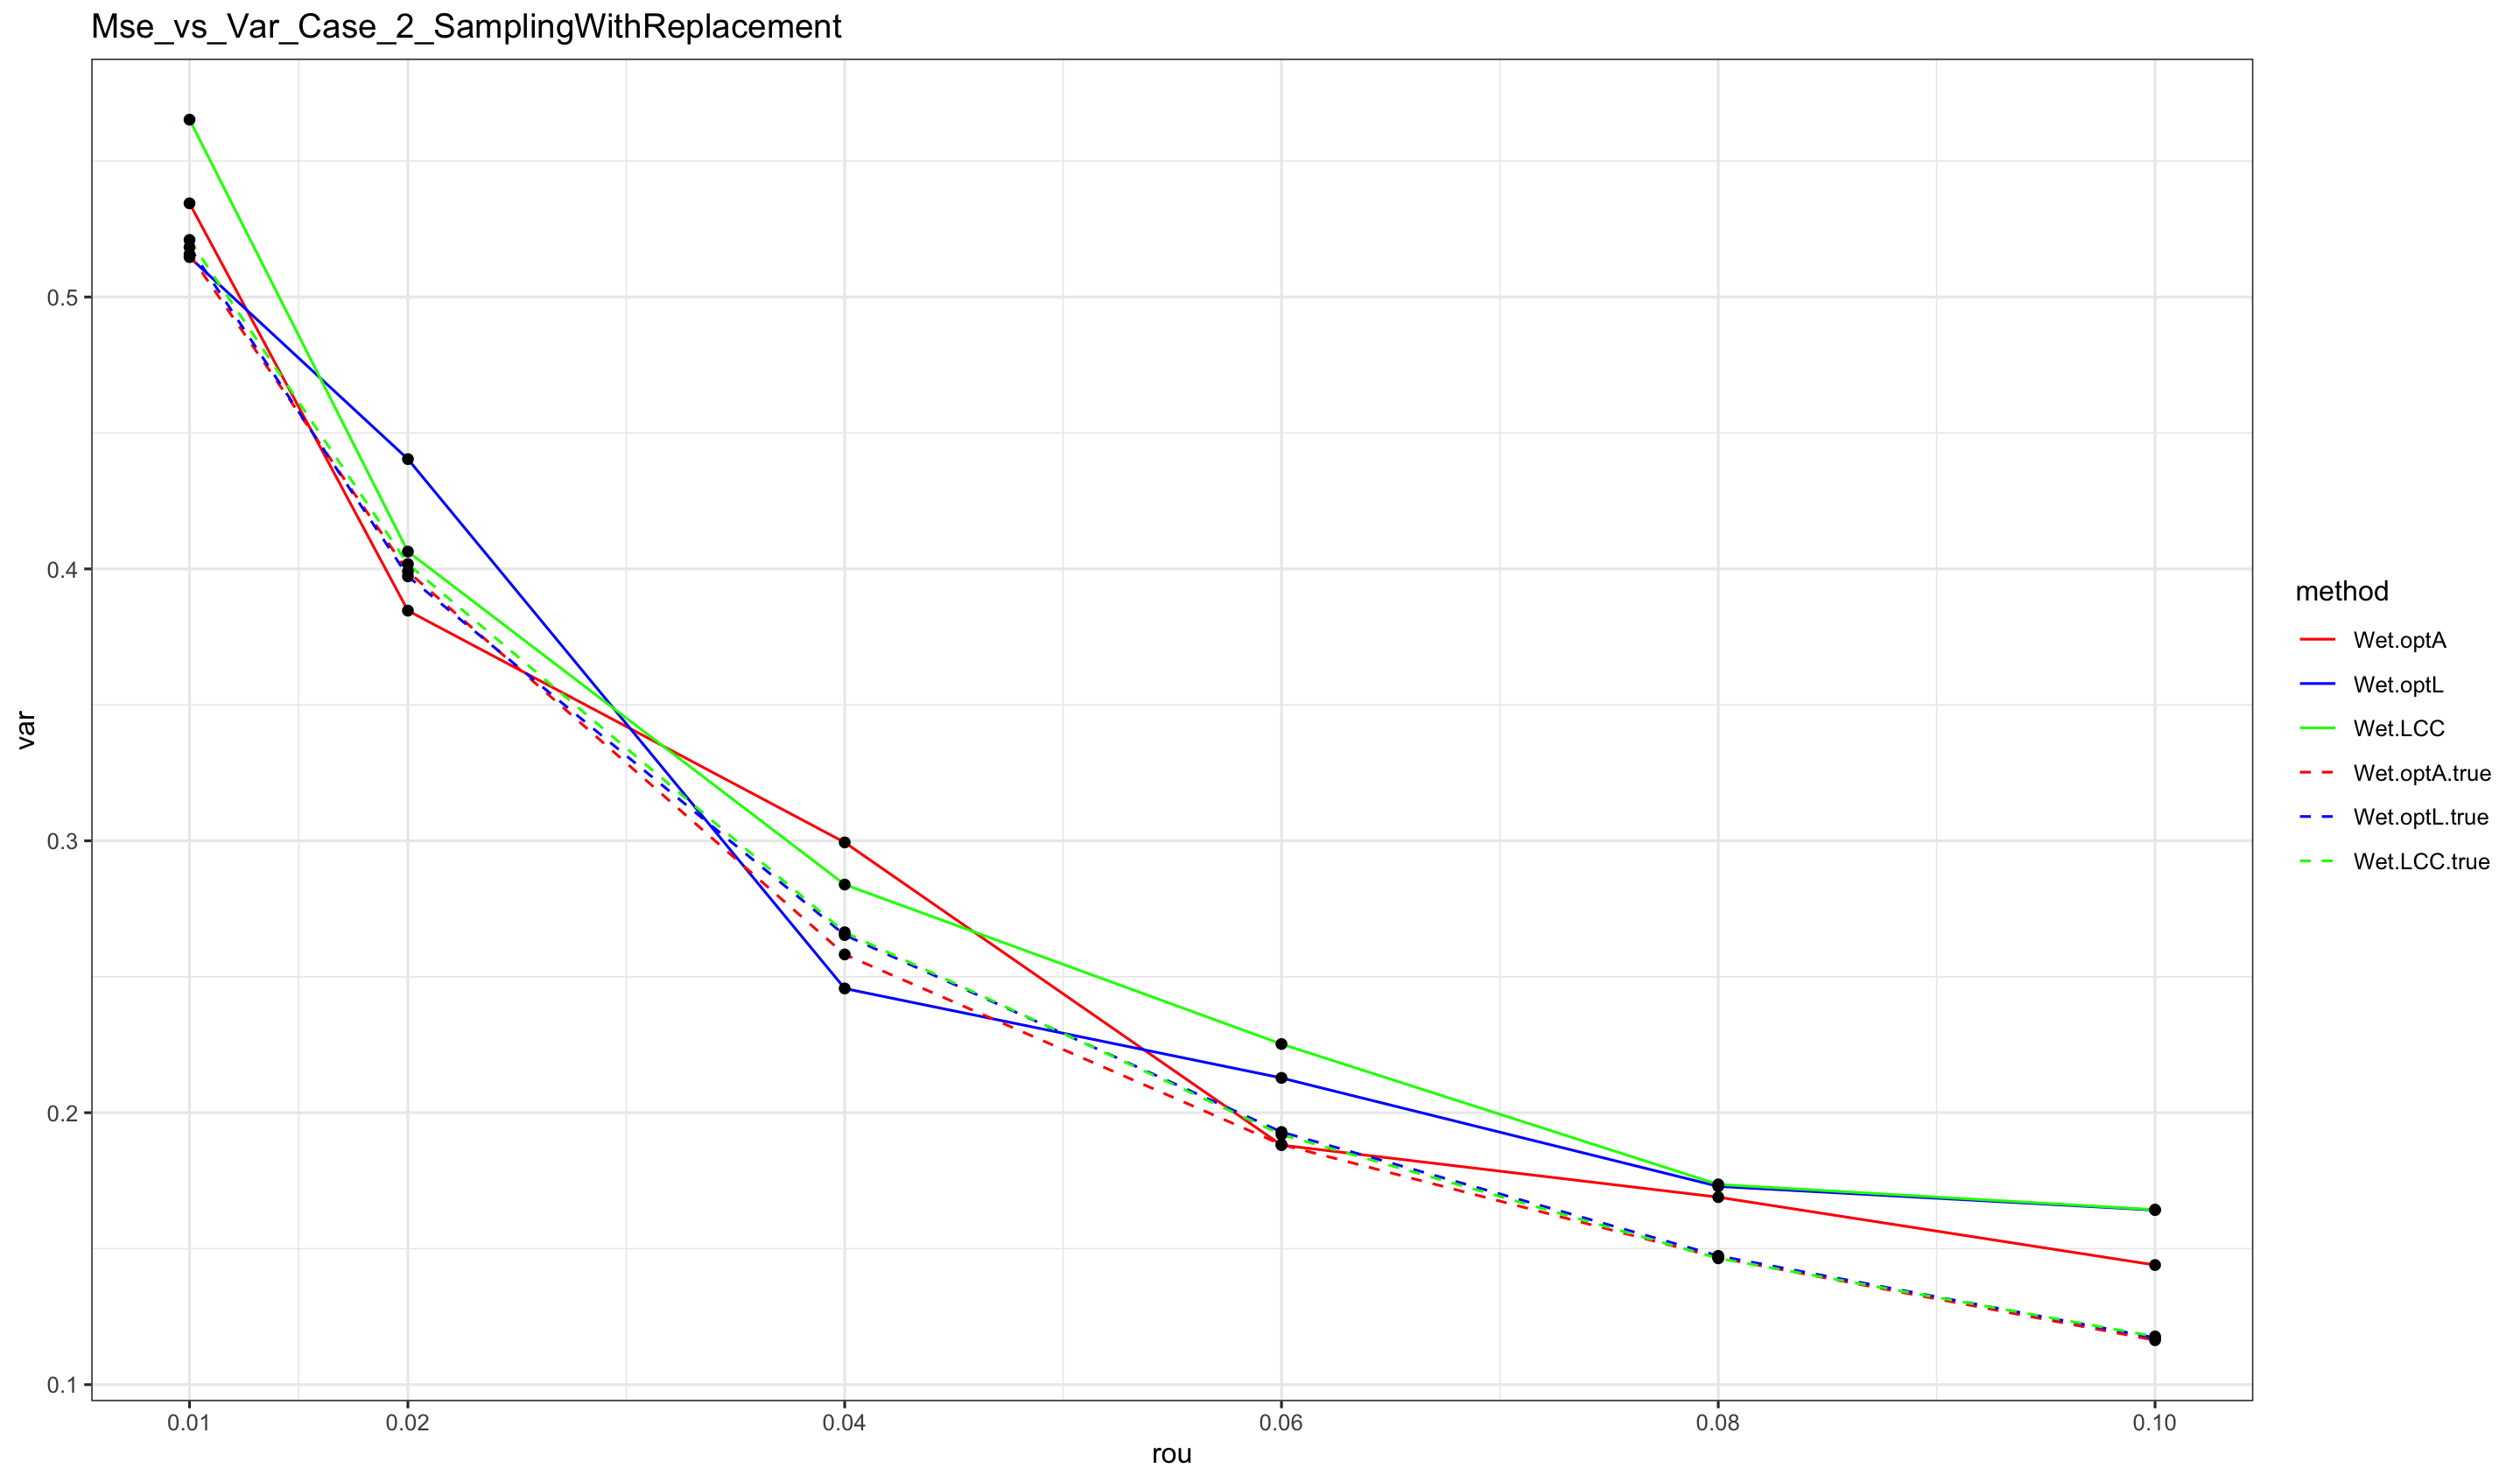 Mse_vs_Var_Case_2_SamplingWithReplacement
var
0.5
0.4
0.3
0.2
0.1
0.01 0.02 0.04 0.06 0.08 0.10
rou
method
Wet.optA
Wet.optL
Wet.LCC
Wet.optA.true
Wet.optL.true
Wet.LCC.true